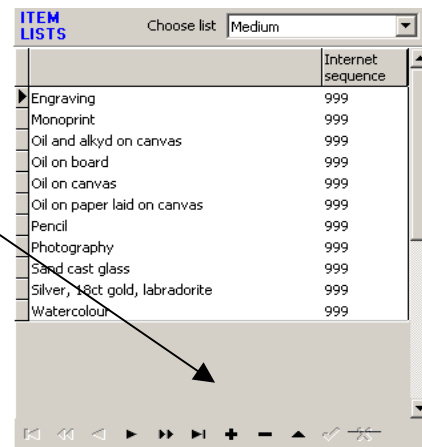 ITEM LISTS
Choose list Medium
Internet sequence
Engraving 999
Monoprint 999
Oil and alkyd on canvas 999
Oil on board 999
Oil on canvas 999
Oil on paper laid on canvas 999
Pencil 999
Photography 999
Sand cast glass 999
Silver, 18ct gold, labradorite 999
Watercolour 999